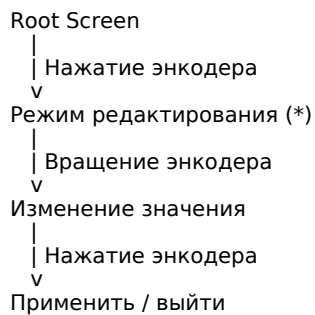 Root Screen
|
| Нажатие энкодера
v
Режим редактирования (*)
|
| Вращение энкодера
v
Изменение значения
|
| Нажатие энкодера
v
Применить / выйти